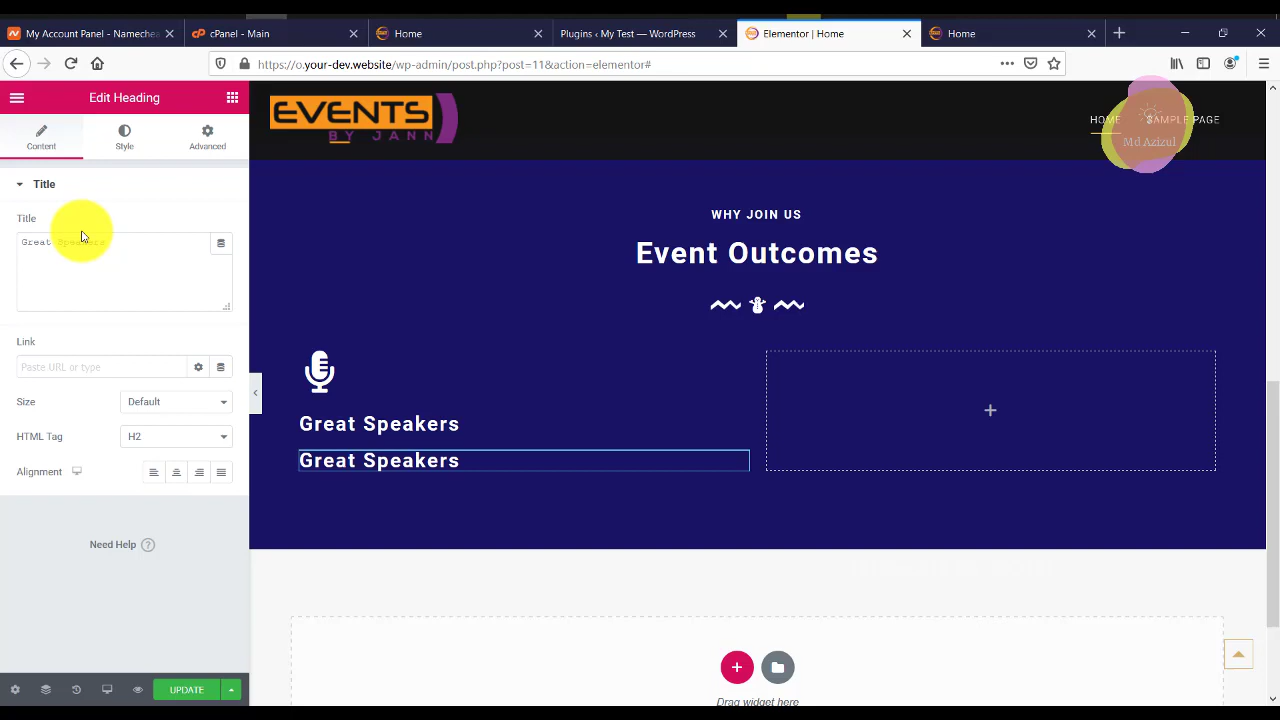 My Account Panel - Namechea
cPanel - Main
Home
Plugins ‹ My Test — WordPress
Elementor | Home
Home
https://o.your-dev.website/wp-admin/post.php?post=11&action=elementor#
Edit Heading
Content
Style
Advanced
Title
Title
Great Speakers
Link
Paste URL or type
Size
Default
HTML Tag
H2
Alignment
Need Help
UPDATE
EVENTS
BY JANN
HOME
SAMPLE PAGE
Md Azizul
WHY JOIN US
Event Outcomes
Great Speakers
Great Speakers
Drag widget here